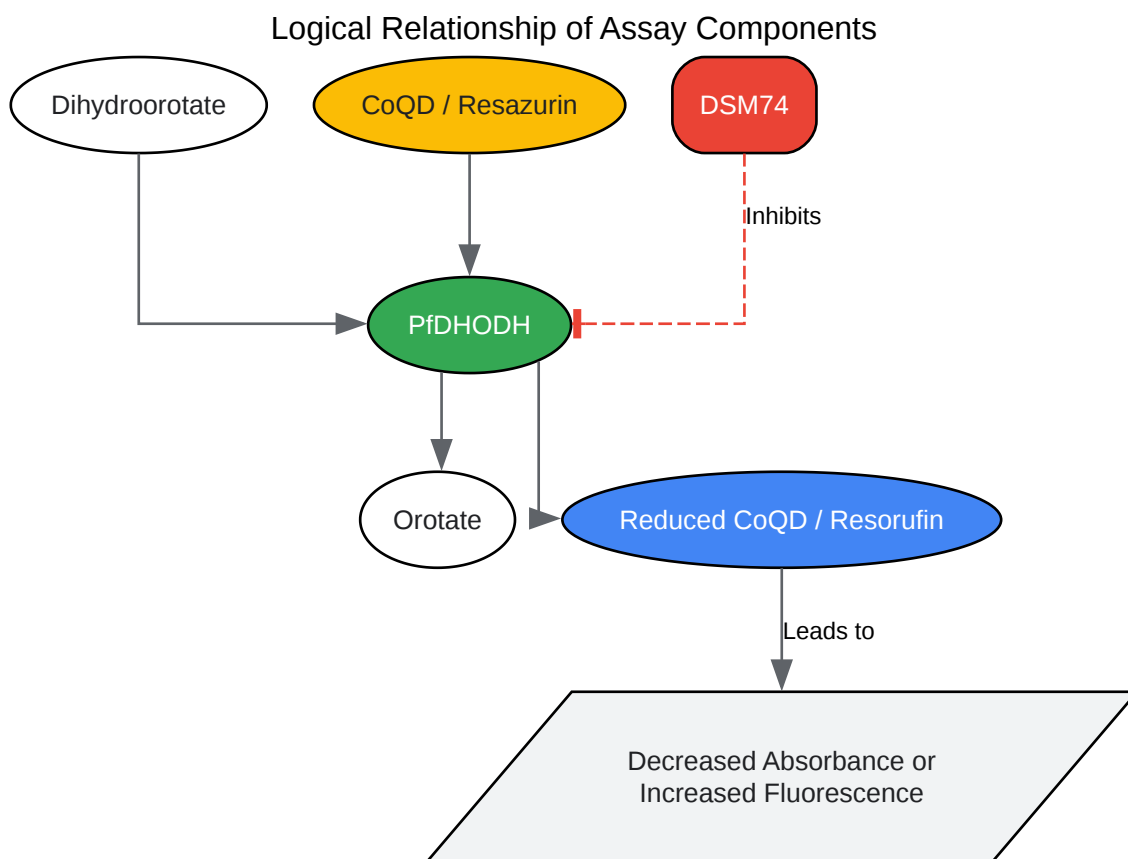 Logical Relationship of Assay Components
Dihydroorotate
CoQD / Resazurin
DSM74
Inhibits
PfDHODH
Orotate
Reduced CoQD / Resorufin
Leads to
Decreased Absorbance or
Increased Fluorescence